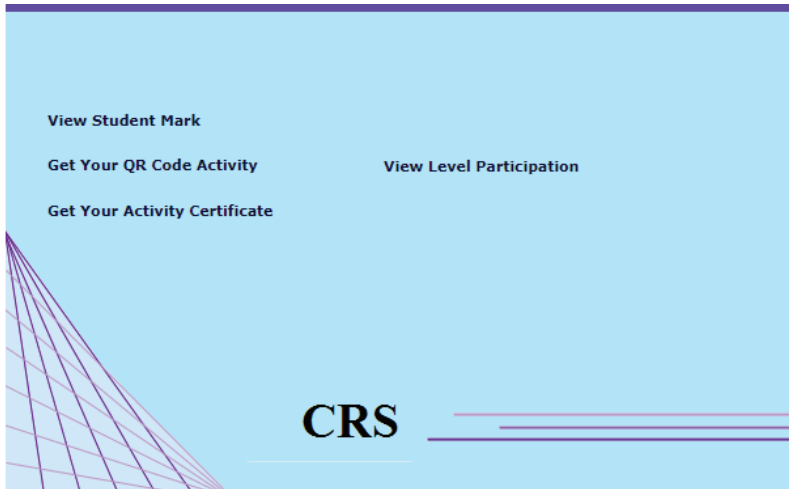 View Student Mark
Get Your QR Code Activity
View Level Participation
Get Your Activity Certificate
CRS